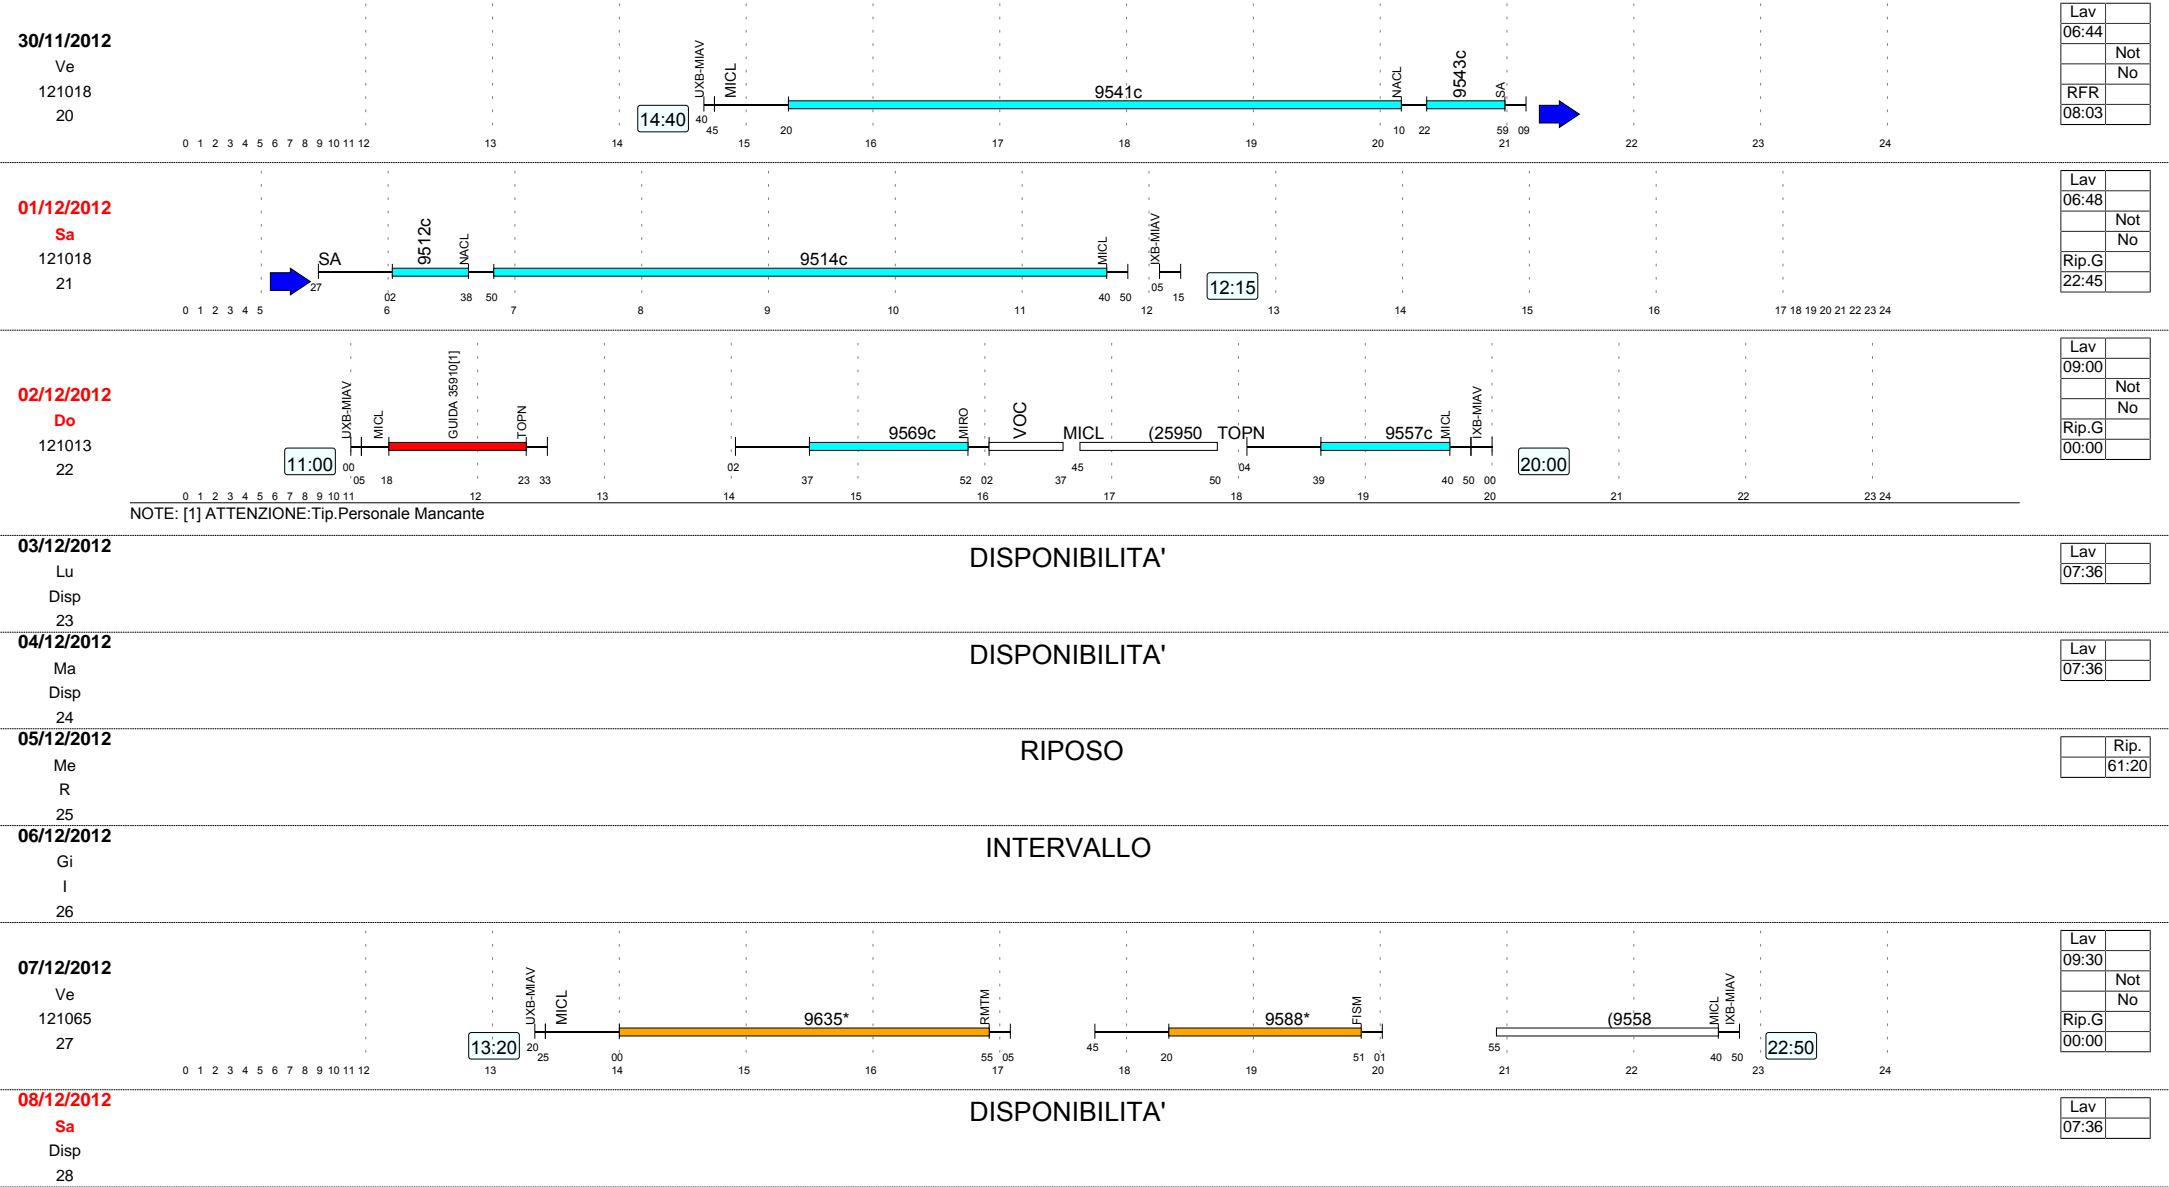 30/11/2012
Ve
121018
20
14:40
UXB-MIAV
MICL
9541c
NACL
9543c
SA
40 45 20 10 22 59 09
0 1 2 3 4 5 6 7 8 9 10 11 12 13 14 15 16 17 18 19 20 21 22 23 24
Lav
06:44
Not
No
RFR
08:03
01/12/2012
Sa
121018
21
SA
9512c
NACL
9514c
MICL
IXB-MIAV
12:15
27 02 38 50 40 50 05 15
0 1 2 3 4 5 6 7 8 9 10 11 12 13 14 15 16 17 18 19 20 21 22 23 24
Lav
06:48
Not
No
Rip.G
22:45
02/12/2012
Do
121013
22
11:00
UXB-MIAV
MICL
GUIDA 35910[1]
TOPN
9569c
MIRO
VOC
MICL
(25950
TOPN
9557c
MICL
IXB-MIAV
20:00
00 05 18 23 33 02 37 52 02 37 45 50 04 39 40 50 00
0 1 2 3 4 5 6 7 8 9 10 11 12 13 14 15 16 17 18 19 20 21 22 23 24
NOTE: [1] ATTENZIONE:Tip.Personale Mancante
Lav
09:00
Not
No
Rip.G
00:00
03/12/2012
Lu
Disp
23
DISPONIBILITA'
Lav
07:36
04/12/2012
Ma
Disp
24
DISPONIBILITA'
Lav
07:36
05/12/2012
Me
R
25
RIPOSO
Rip.
61:20
06/12/2012
Gi
I
26
INTERVALLO
07/12/2012
Ve
121065
27
13:20
UXB-MIAV
MICL
9635*
RMTM
9588*
FISM
(9558
MICL
IXB-MIAV
22:50
20 25 00 55 05 45 20 51 01 55 40 50
0 1 2 3 4 5 6 7 8 9 10 11 12 13 14 15 16 17 18 19 20 21 22 23 24
Lav
09:30
Not
No
Rip.G
00:00
08/12/2012
Sa
Disp
28
DISPONIBILITA'
Lav
07:36